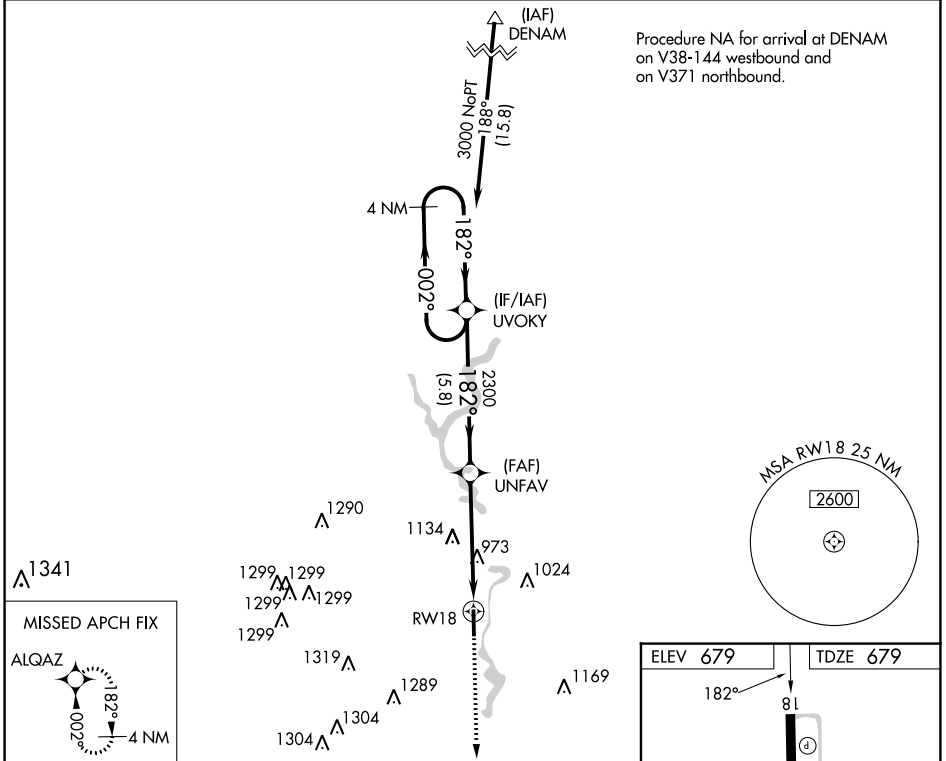 (IAF)
DENAM
Procedure NA for arrival at DENAM
on V38-144 westbound and
on V371 northbound.
3000 NoPT
188°
(15.8)
4 NM
182°
002°
(IF/IAF)
UVOKY
2300
182°
(5.8)
(FAF)
UNFAV
MSA RW18 25 NM
2600
1290
1134
973
1341
1299
1299
1024
1299
1299
1299
RW18
MISSED APCH FIX
ALQAZ
182°
002°
4 NM
1319
1289
1169
1304
1304
ELEV 679
TDZE 679
182°
18
P